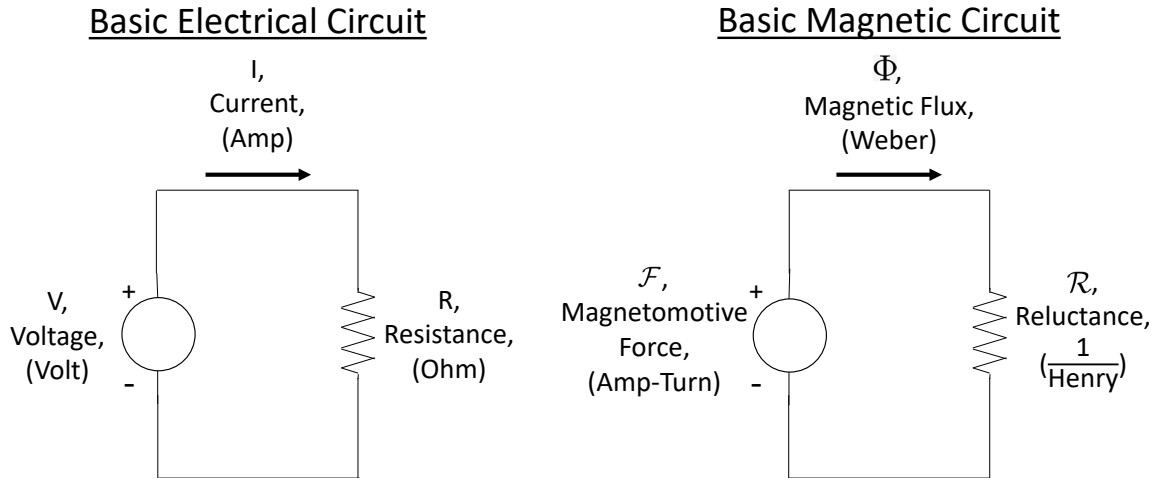 Basic Electrical Circuit
I,
Current,
(Amp)
V,
Voltage,
(Volt)
+
-
R,
Resistance,
(Ohm)
Basic Magnetic Circuit
Φ,
Magnetic Flux,
(Weber)
ℱ,
Magnetomotive
Force,
(Amp-Turn)
+
-
ℛ,
Reluctance,
(1/Henry)